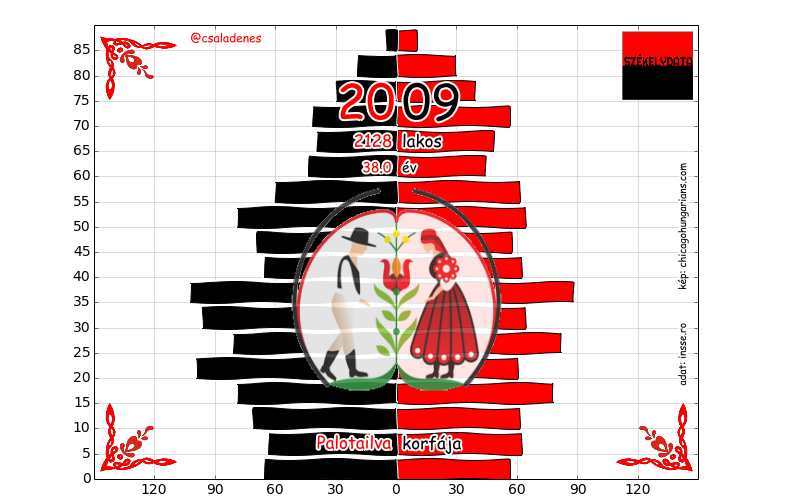 @csaladenes
SZÉKELYDATA
2009
2128 lakos
38.0 év
kép: chicagohungarians.com
adat: insse.ro
Palotailva korfája
85
80
75
70
65
60
55
50
45
40
35
30
25
20
15
10
5
0
120 90 60 30 0 30 60 90 120